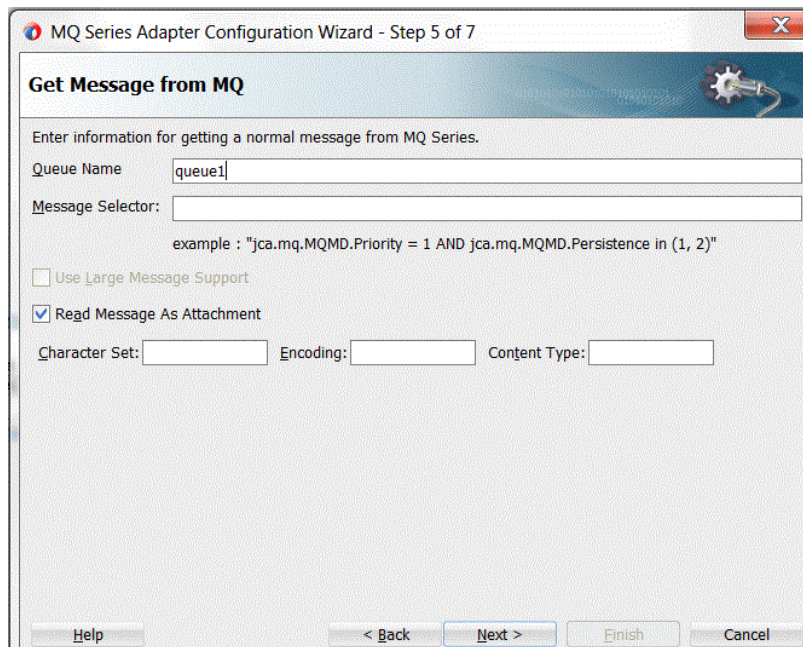 MQ Series Adapter Configuration Wizard - Step 5 of 7
Get Message from MQ
Enter information for getting a normal message from MQ Series.
Queue Name queue1
Message Selector:
example : "jca.mq.MQMD.Priority = 1 AND jca.mq.MQMD.Persistence in (1, 2)"
Use Large Message Support
Read Message As Attachment
Character Set: Encoding: Content Type:
Help < Back Next > Finish Cancel